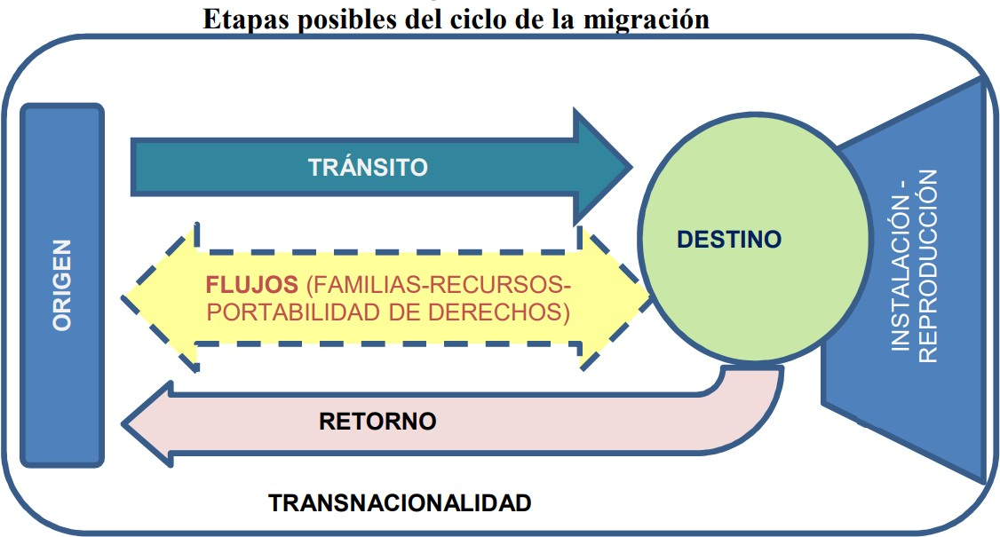 Etapas posibles del ciclo de la migración
ORIGEN
TRÁNSITO
FLUJOS (FAMILIAS-RECURSOS-
PORTABILIDAD DE DERECHOS)
RETORNO
DESTINO
INSTALACIÓN -
REPRODUCCIÓN
TRANSNACIONALIDAD